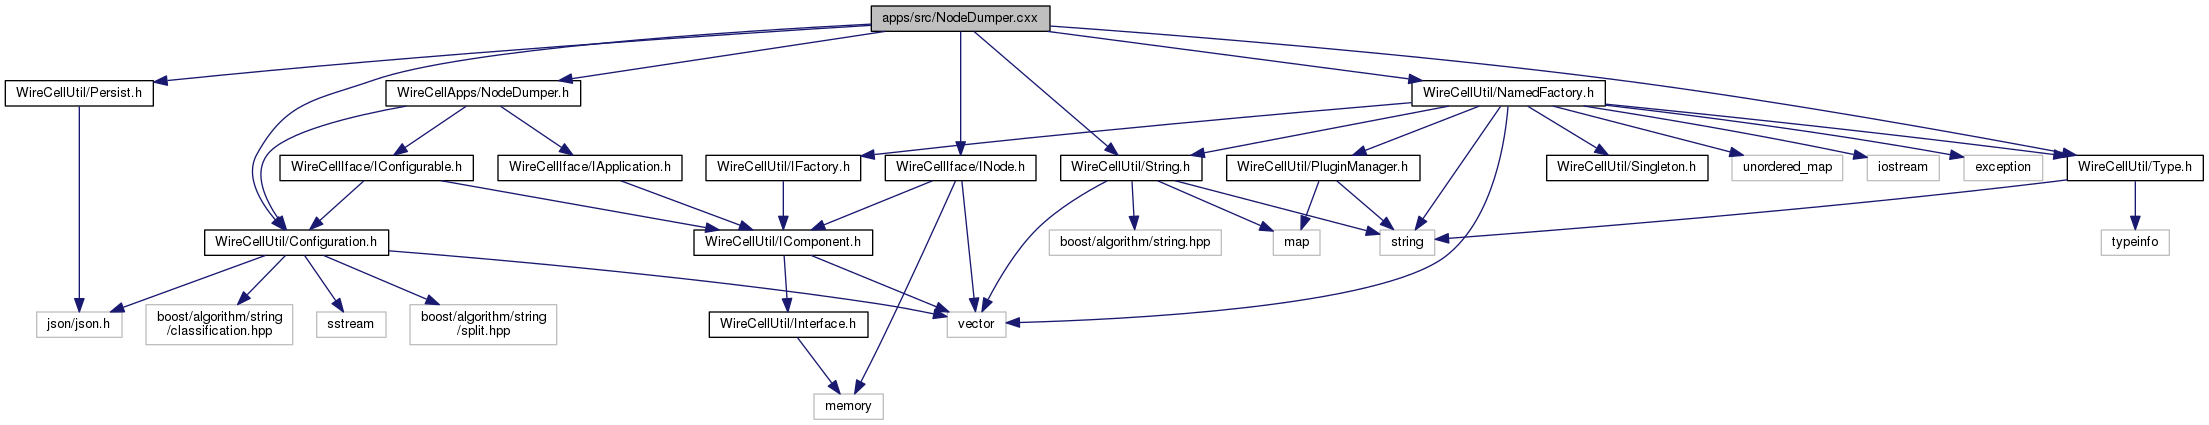 apps/src/NodeDumper.cxx
WireCellUtil/Persist.h
WireCellApps/NodeDumper.h
WireCellUtil/NamedFactory.h
WireCellIface/IConfigurable.h
WireCellIface/IApplication.h
WireCellUtil/IFactory.h
WireCellIface/INode.h
WireCellUtil/String.h
WireCellUtil/PluginManager.h
WireCellUtil/Singleton.h
unordered_map
iostream
exception
WireCellUtil/Type.h
WireCellUtil/Configuration.h
WireCellUtil/IComponent.h
boost/algorithm/string.hpp
map
string
typeinfo
json/json.h
boost/algorithm/string
/classification.hpp
sstream
boost/algorithm/string
/split.hpp
WireCellUtil/Interface.h
vector
memory